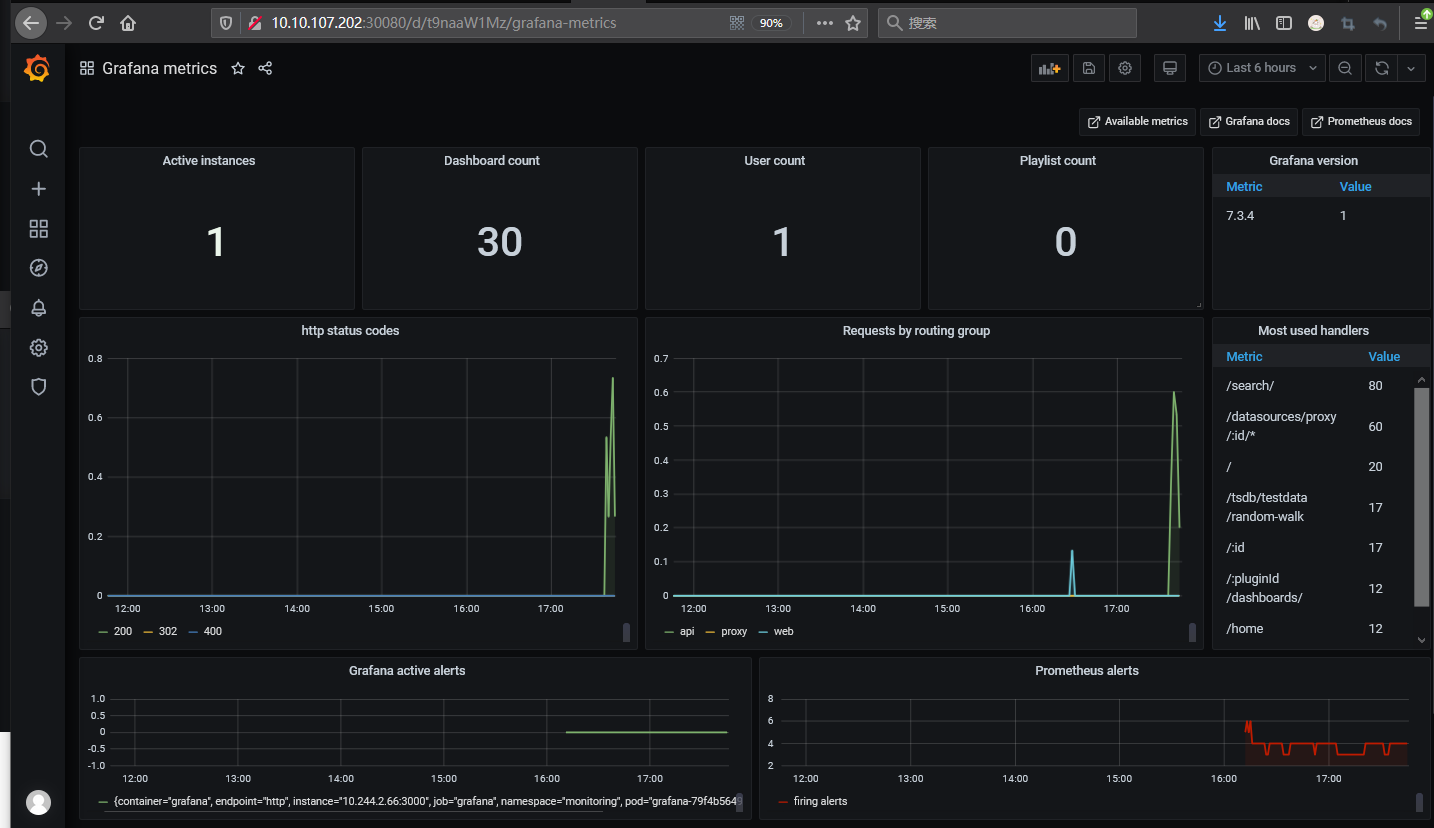 10.10.107.202:30080/d/t9naaW1Mz/grafana-metrics
90%
搜索
Grafana metrics
Last 6 hours
Available metrics
Grafana docs
Prometheus docs
Active instances
1
Dashboard count
30
User count
1
Playlist count
0
Grafana version
Metric Value
7.3.4 1
http status codes
0.8
0.6
0.4
0.2
0
12:00 13:00 14:00 15:00 16:00 17:00
200 302 400
Requests by routing group
0.7
0.6
0.5
0.4
0.3
0.2
0.1
0
12:00 13:00 14:00 15:00 16:00 17:00
api proxy web
Most used handlers
Metric Value
/search/ 80
/datasources/proxy
/:id/* 60
/ 20
/tsdb/testdata
/random-walk 17
/:id 17
/:pluginId
/dashboards/ 12
/home 12
Grafana active alerts
1.0
0.5
0
-0.5
-1.0
12:00 13:00 14:00 15:00 16:00 17:00
{container="grafana", endpoint="http", instance="10.244.2.66:3000", job="grafana", namespace="monitoring", pod="grafana-79f4b5649
Prometheus alerts
8
6
4
2
12:00 13:00 14:00 15:00 16:00 17:00
firing alerts